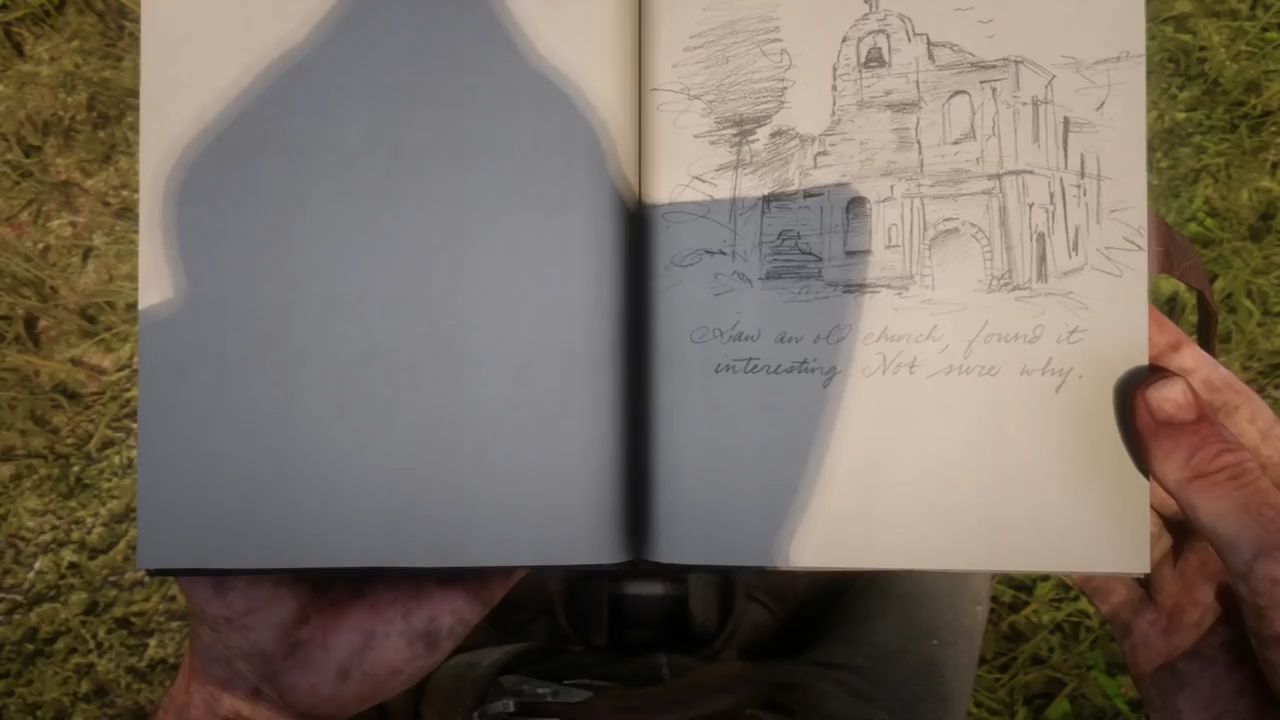 Saw an old church, found it
interesting Not sure why.